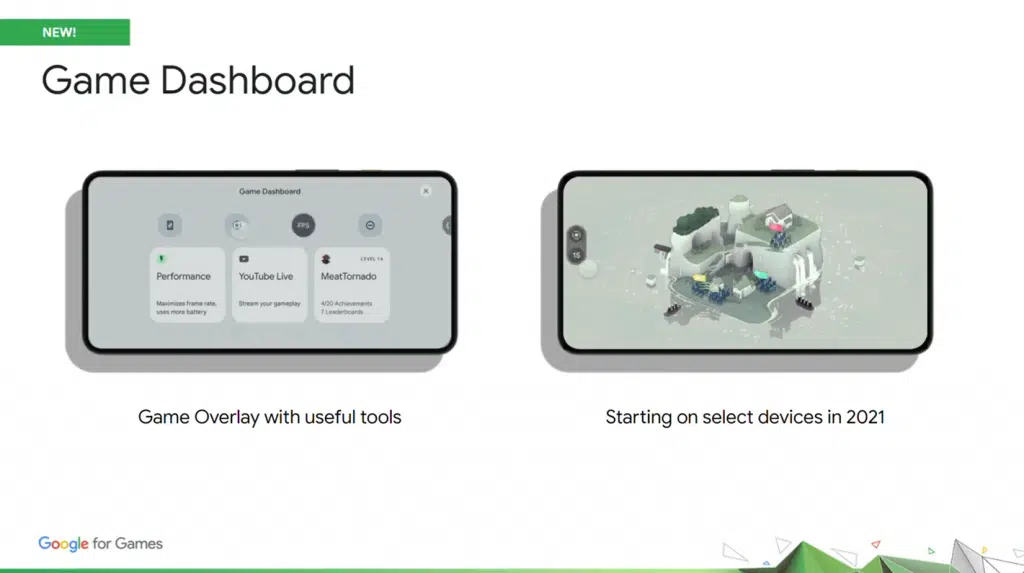 NEW!
Game Dashboard
Game Dashboard
FPS
Performance
Maximizes frame rate,
uses more battery
YouTube Live
Stream your gameplay
LEVEL 14
MeatTornado
4/20 Achievements
7 Leaderboards
15
Game Overlay with useful tools
Starting on select devices in 2021
Google for Games